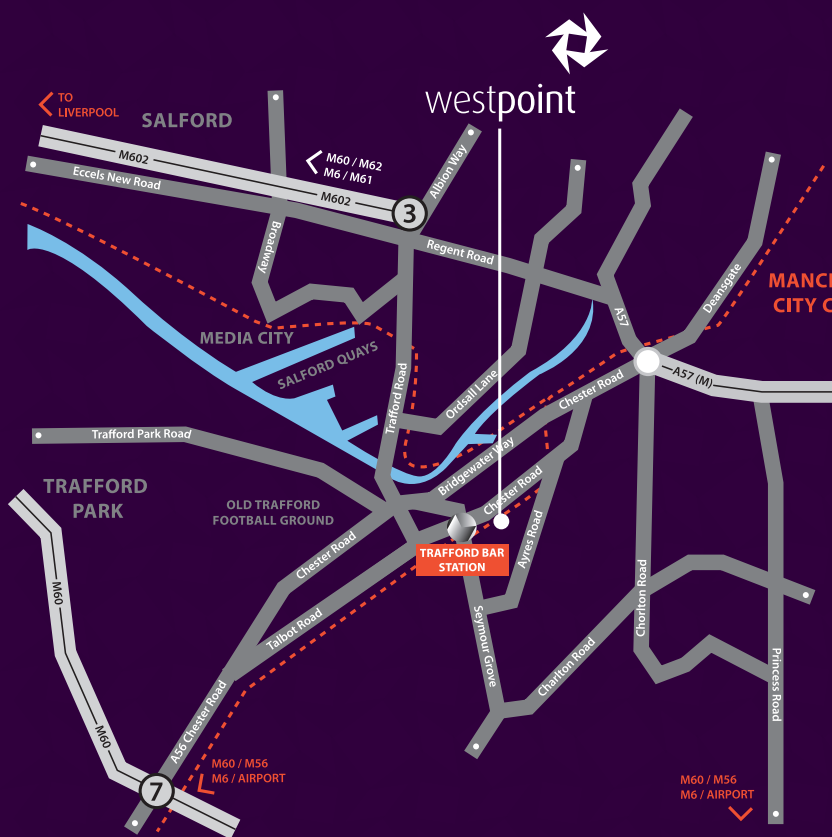 westpoint
TO
LIVERPOOL
SALFORD
M602
M60 / M62
M6 / M61
Albion Way
Eccels New Road
M602
3
Regent Road
Broadway
Deansgate
MANC
CITY C
A57
MEDIA CITY
SALFORD QUAYS
Trafford Road
Ordsall Lane
Chester Road
A57 (M)
Trafford Park Road
Bridgewater Way
TRAFFORD
PARK
OLD TRAFFORD
FOOTBALL GROUND
Chester Road
Chester Road
Ayres Road
TRAFFORD BAR
STATION
M60
Talbot Road
Seymour Grove
Chorlton Road
Charlton Road
Princess Road
A56 Chester Road
M60
M60 / M56
M6 / AIRPORT
7
M60 / M56
M6 / AIRPORT